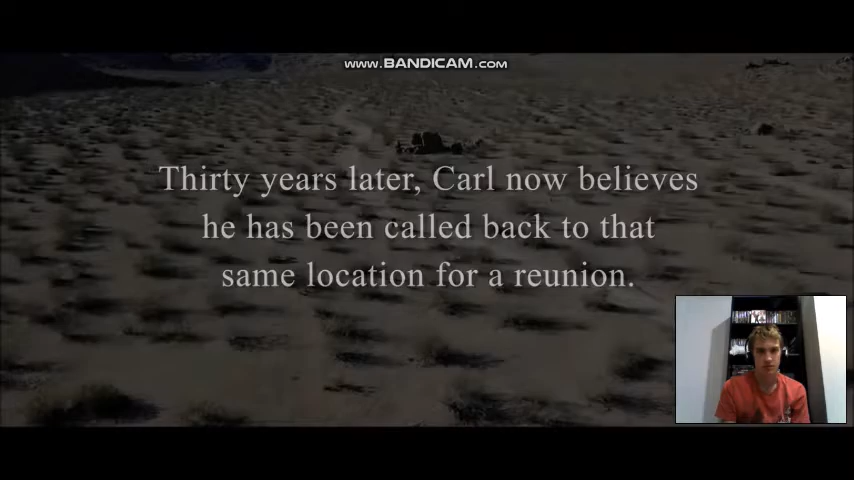 www.BANDICAM.com
Thirty years later, Carl now believes
he has been called back to that
same location for a reunion.